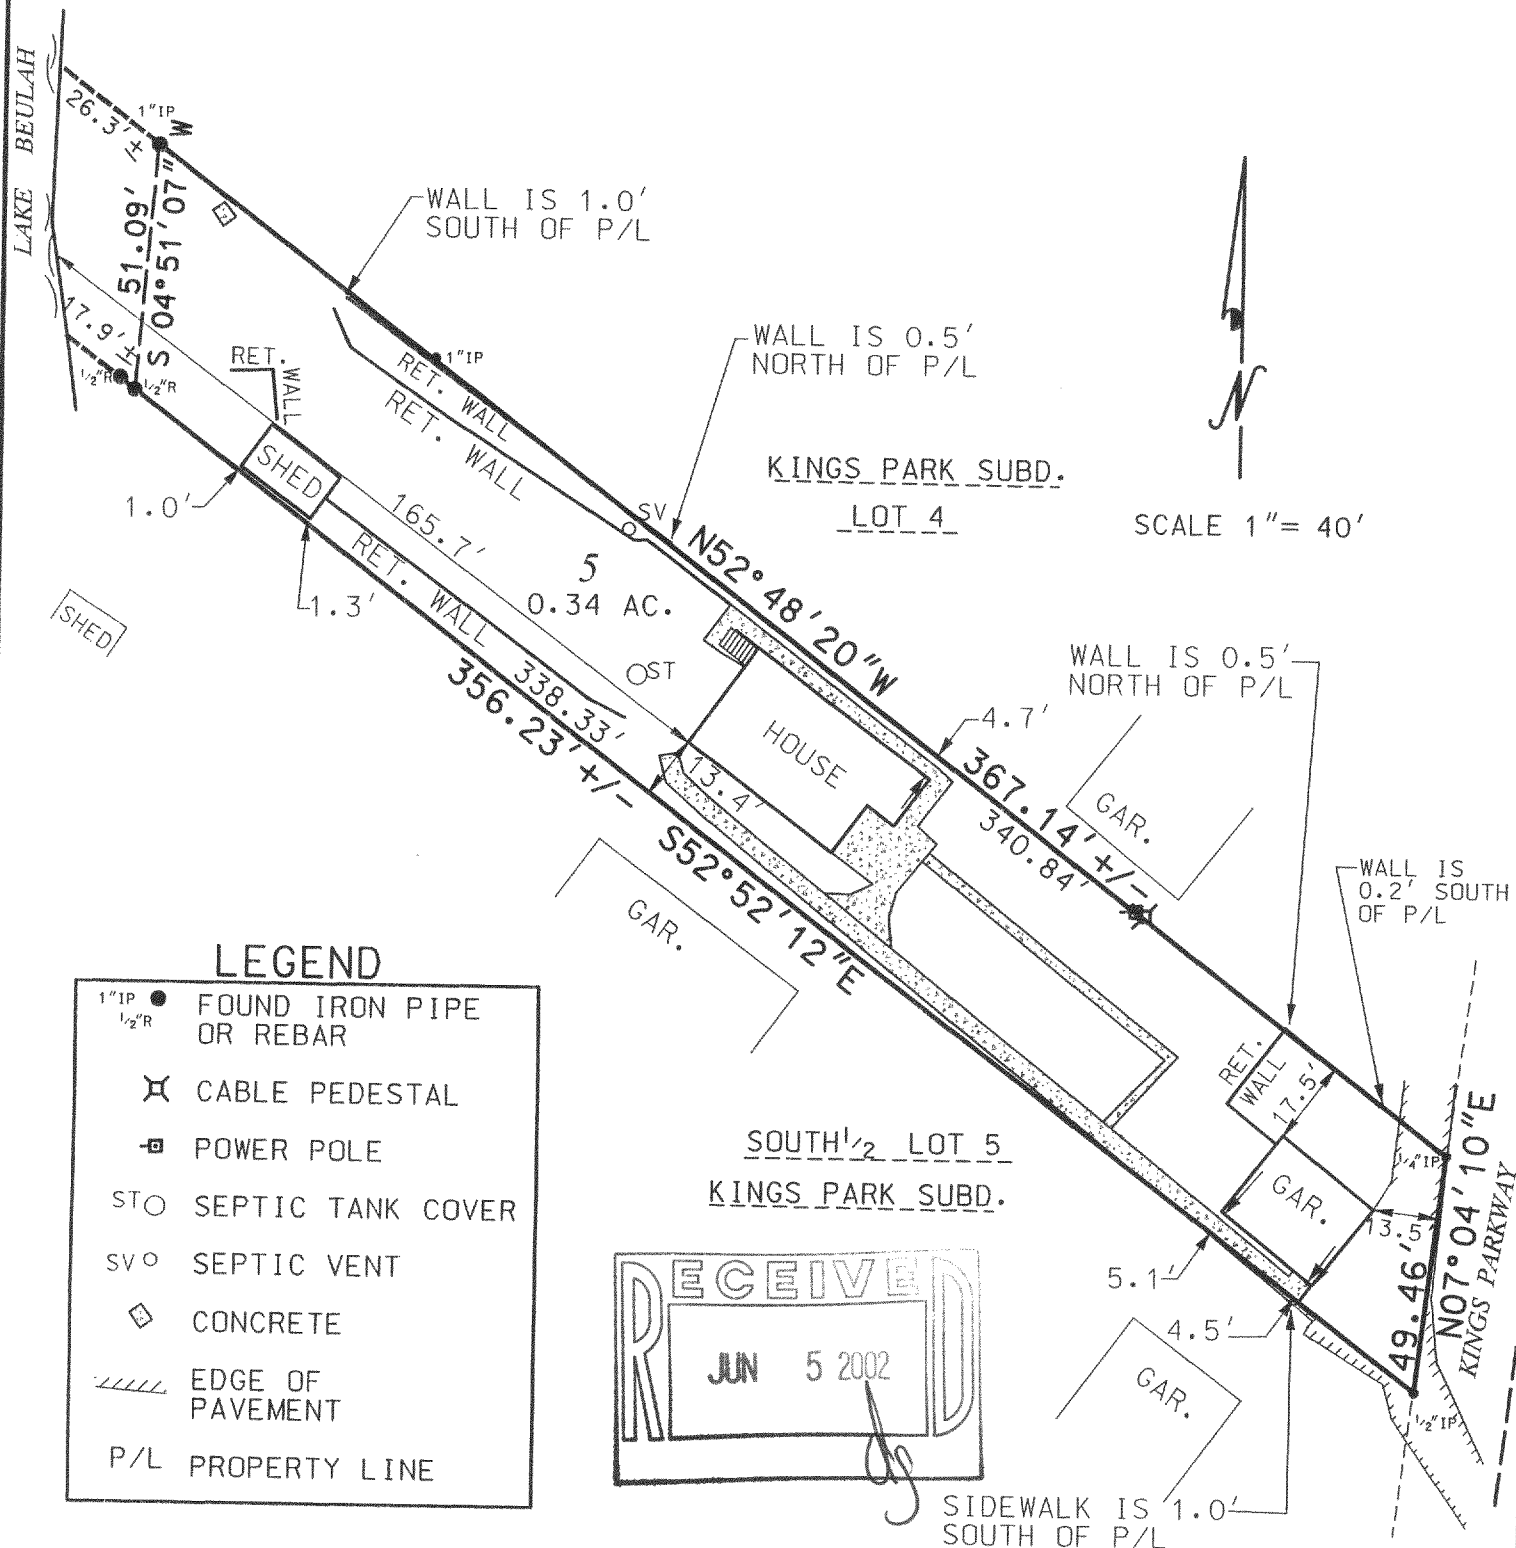 LAKE BEULAH
26.3'±
1"IP
51.09'
S 04°51'07" W
17.9'±
1/2"R
1/2"R
WALL IS 1.0'
SOUTH OF P/L
RET.
WALL
1"IP
RET. WALL
RET. WALL
WALL IS 0.5'
NORTH OF P/L
KINGS PARK SUBD.
LOT 4
N
SCALE 1"= 40'
SHED
1.0'
1.3'
SHED
165.7'
RET. WALL
SV
5
0.34 AC.
ST
338.33'
356.23'+/-
S52°52'12"E
N52°48'20"W
HOUSE
13.4'
4.7'
367.14'+/-
340.84'
WALL IS 0.5'
NORTH OF P/L
GAR.
GAR.
WALL IS
0.2' SOUTH
OF P/L
RET.
WALL
17.5'
1/4"IP
GAR.
13.5'
49.46'
N07°04'10"E
KINGS PARKWAY
1/2"IP
5.1'
4.5'
GAR.
SIDEWALK IS 1.0'
SOUTH OF P/L
SOUTH 1/2 LOT 5
KINGS PARK SUBD.
RECEIVED
JUN 5 2002
LEGEND
1"IP
1/2"R
FOUND IRON PIPE
OR REBAR
CABLE PEDESTAL
POWER POLE
ST SEPTIC TANK COVER
SV SEPTIC VENT
CONCRETE
EDGE OF
PAVEMENT
P/L PROPERTY LINE